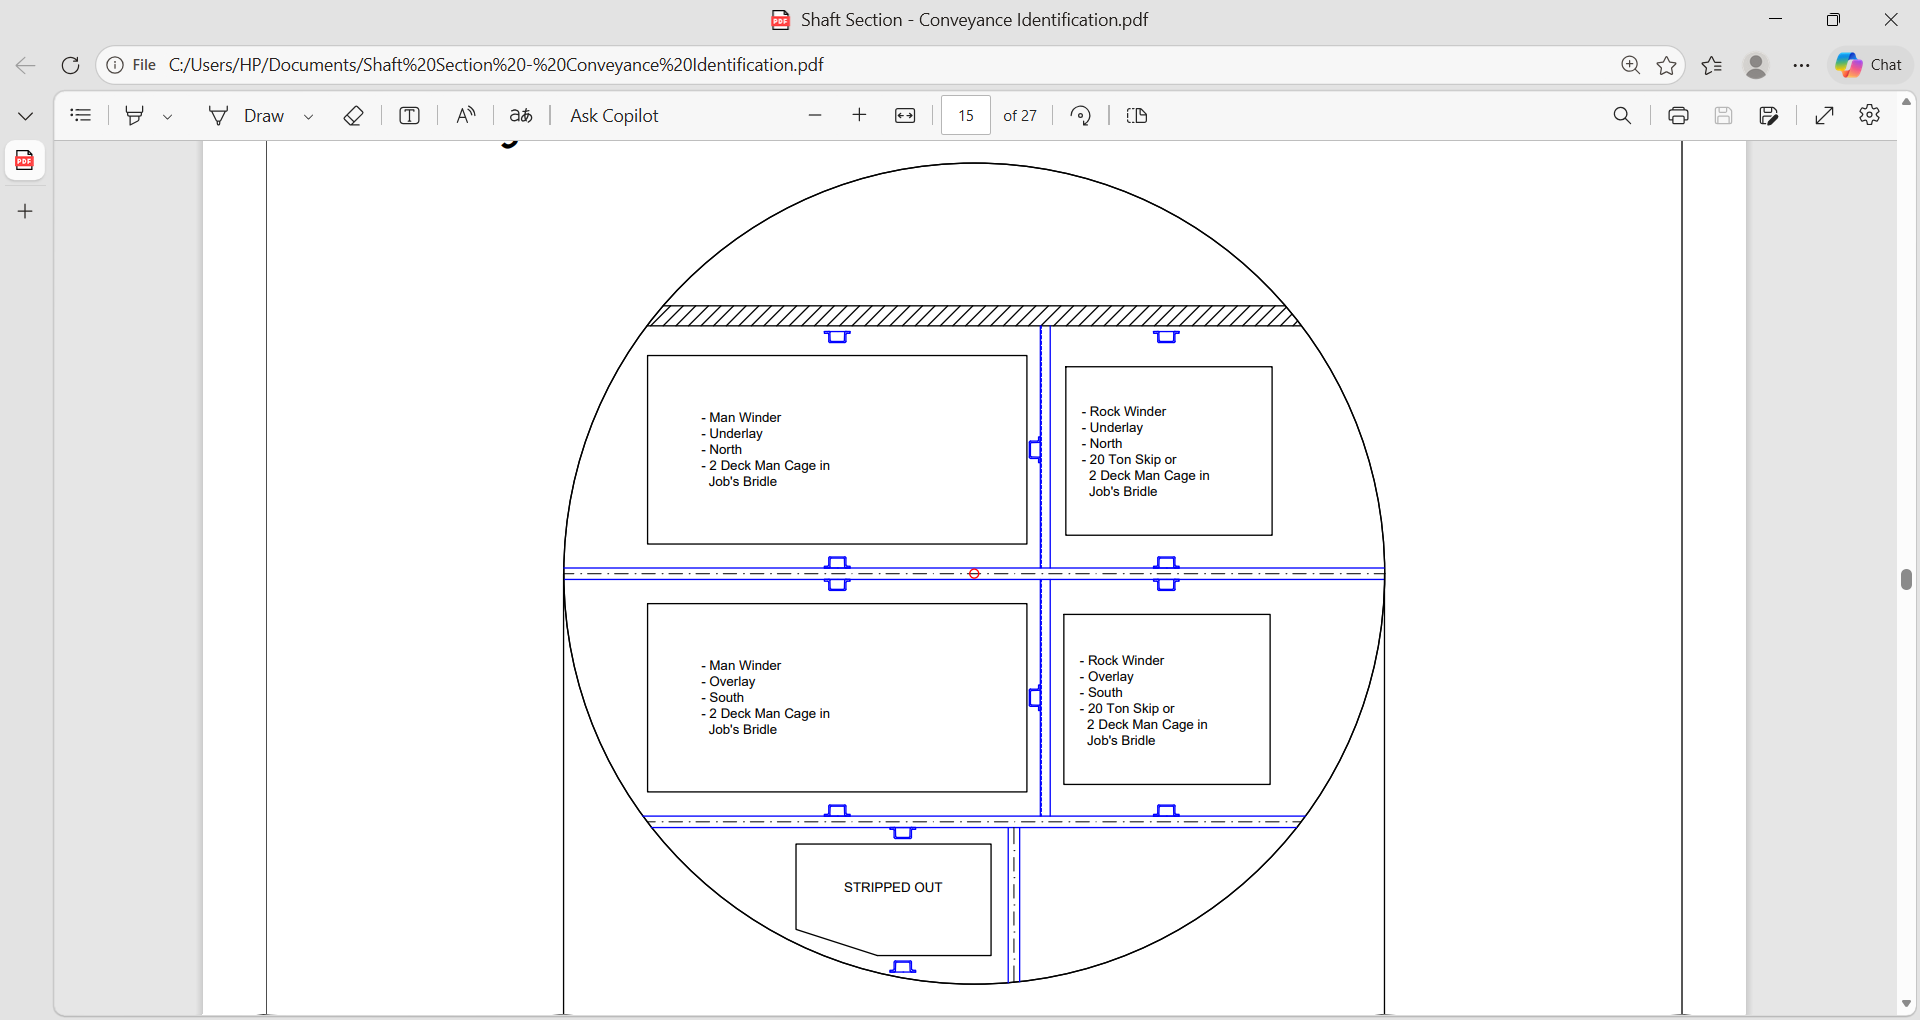 Shaft Section - Conveyance Identification.pdf
File C:/Users/HP/Documents/Shaft%20Section%20-%20Conveyance%20Identification.pdf
Chat
Draw
aあ
Ask Copilot
15 of 27
- Man Winder
- Underlay
- North
- 2 Deck Man Cage in
Job's Bridle
- Rock Winder
- Underlay
- North
- 20 Ton Skip or
2 Deck Man Cage in
Job's Bridle
- Man Winder
- Overlay
- South
- 2 Deck Man Cage in
Job's Bridle
- Rock Winder
- Overlay
- South
- 20 Ton Skip or
2 Deck Man Cage in
Job's Bridle
STRIPPED OUT